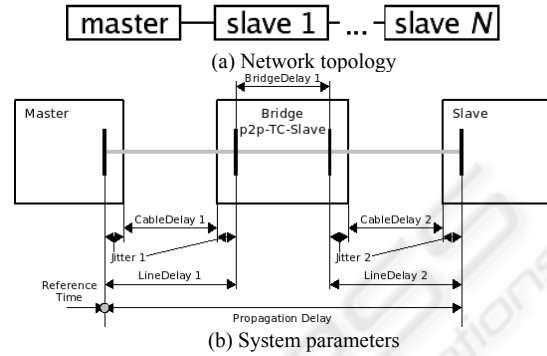 master slave 1 ... slave N
(a) Network topology
BridgeDelay 1
Master Bridge Slave
p2p-TC-Slave
CableDelay 1 CableDelay 2
Jitter 1 Jitter 2
LineDelay 1 LineDelay 2
Reference
Time
Propagation Delay
(b) System parameters